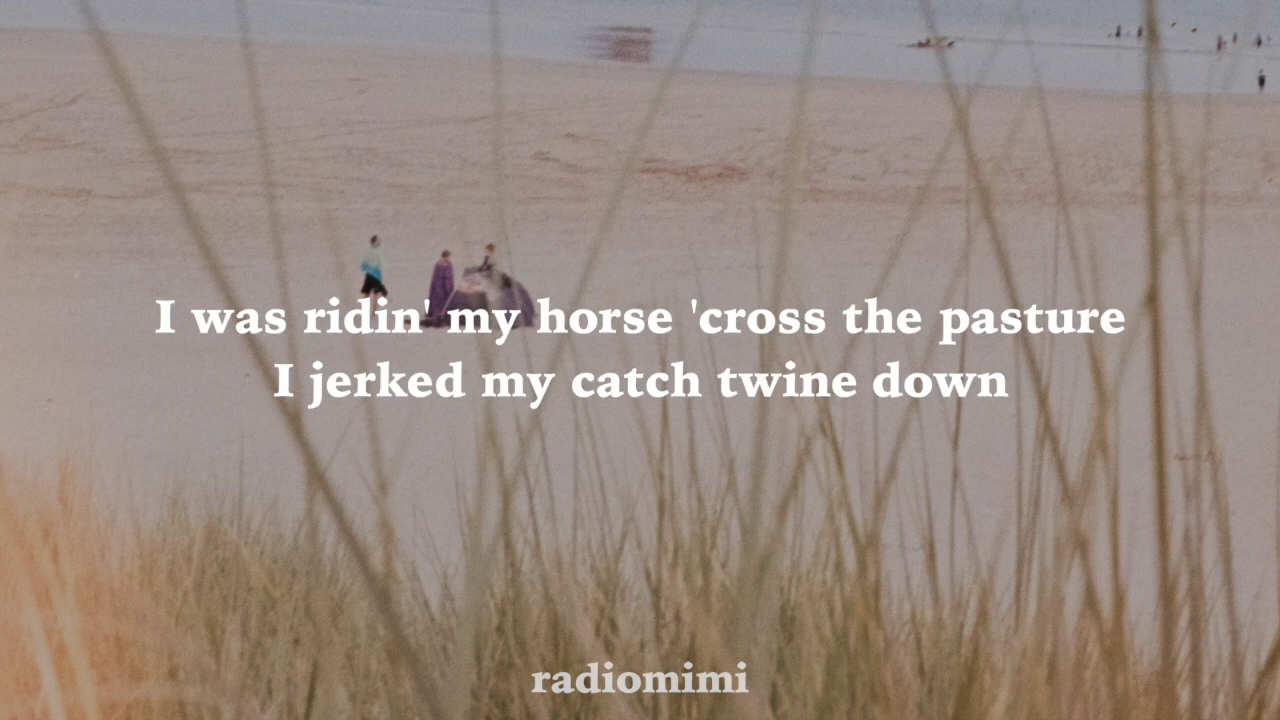 I was ridin' my horse 'cross the pasture
I jerked my catch twine down
radiomimi